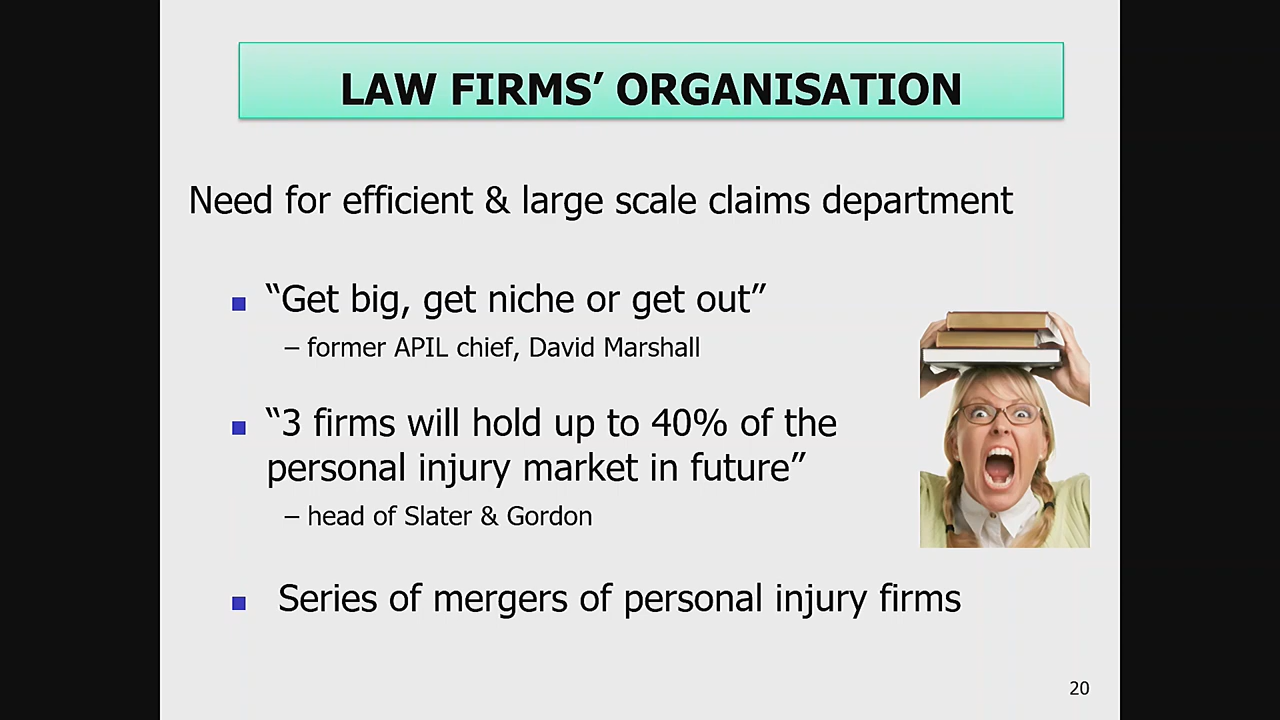 LAW FIRMS’ ORGANISATION
Need for efficient & large scale claims department
“Get big, get niche or get out”
– former APIL chief, David Marshall
“3 firms will hold up to 40% of the
personal injury market in future”
– head of Slater & Gordon
Series of mergers of personal injury firms
20